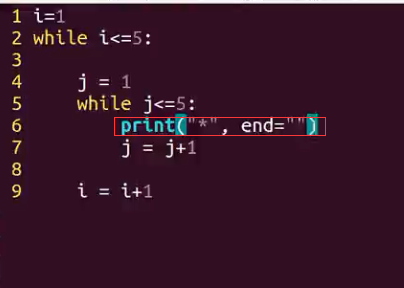 1 i=1
2 while i<=5:
3
4     j = 1
5     while j<=5:
6         print("*", end="")
7         j = j+1
8
9     i = i+1